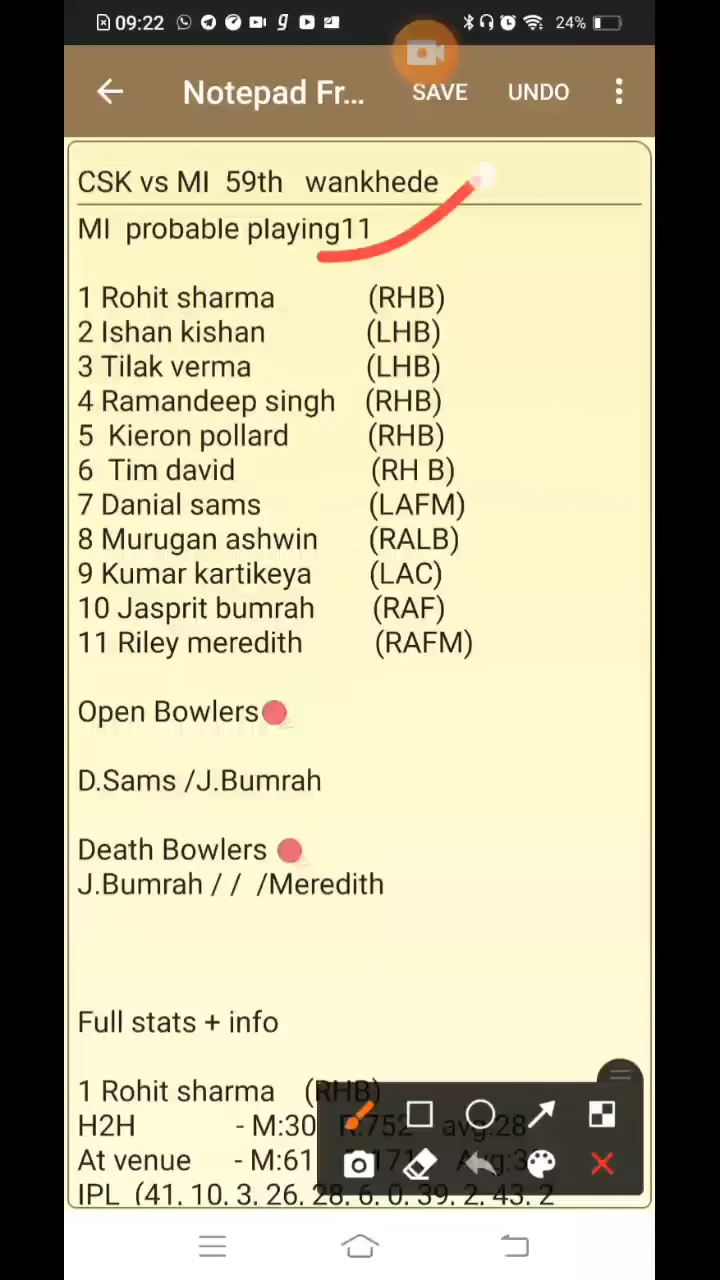 09:22 24%
Notepad Fr... SAVE UNDO
CSK vs MI 59th wankhede
MI probable playing11
1 Rohit sharma (RHB)
2 Ishan kishan (LHB)
3 Tilak verma (LHB)
4 Ramandeep singh (RHB)
5 Kieron pollard (RHB)
6 Tim david (RH B)
7 Danial sams (LAFM)
8 Murugan ashwin (RALB)
9 Kumar kartikeya (LAC)
10 Jasprit bumrah (RAF)
11 Riley meredith (RAFM)
Open Bowlers
D.Sams /J.Bumrah
Death Bowlers
J.Bumrah / / /Meredith
Full stats + info
1 Rohit sharma (RHB)
H2H - M:30 R:752 avg:28
At venue - M:61
IPL (41, 10, 3, 26, 28, 6, 0, 39, 2, 43, 2